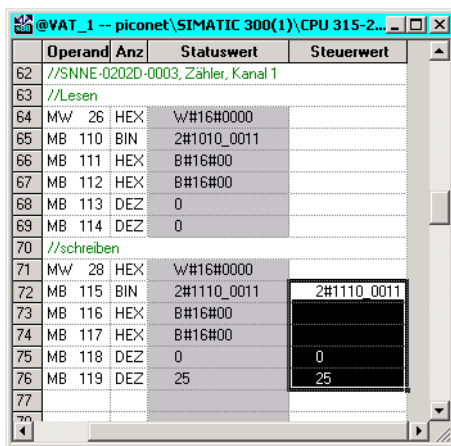 @VAT_1 -- piconet\SIMATIC 300(1)\CPU 315-2...
Operand Anz Statuswert Steuerwert
62 //SNNE-0202D-0003, Zähler, Kanal 1
63 //Lesen
64 MW 26 HEX W#16#0000
65 MB 110 BIN 2#1010_0011
66 MB 111 HEX B#16#00
67 MB 112 HEX B#16#00
68 MB 113 DEZ 0
69 MB 114 DEZ 0
70 //schreiben
71 MW 28 HEX W#16#0000
72 MB 115 BIN 2#1110_0011 2#1110_0011
73 MB 116 HEX B#16#00
74 MB 117 HEX B#16#00
75 MB 118 DEZ 0 0
76 MB 119 DEZ 25 25
77